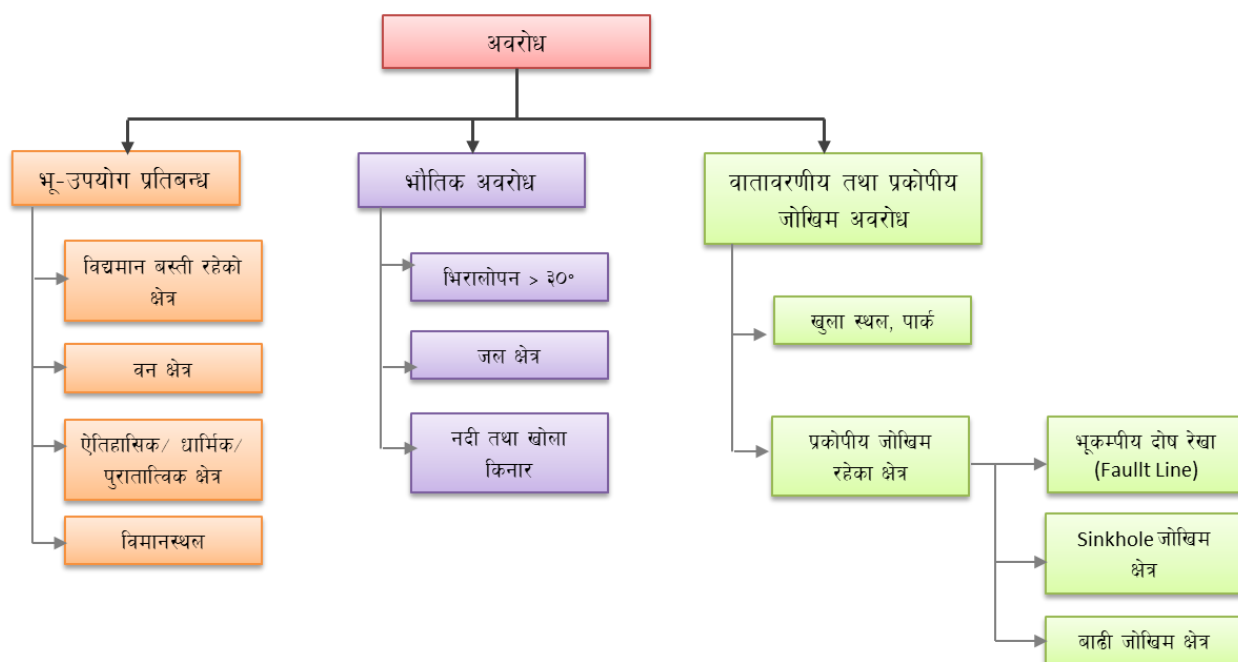 अवरोध
भू-उपयोग प्रतिबन्ध
विद्यमान बस्ती रहेको
क्षेत्र
वन क्षेत्र
ऐतिहासिक/ धार्मिक/
पुरातात्विक क्षेत्र
विमानस्थल
भौतिक अवरोध
भिरालोपन > ३०°
जल क्षेत्र
नदी तथा खोला
किनार
वातावरणीय तथा प्रकोपीय
जोखिम अवरोध
खुला स्थल, पार्क
प्रकोपीय जोखिम
रहेका क्षेत्र
भूकम्पीय दोष रेखा
(Faullt Line)
Sinkhole जोखिम
क्षेत्र
बाढी जोखिम क्षेत्र